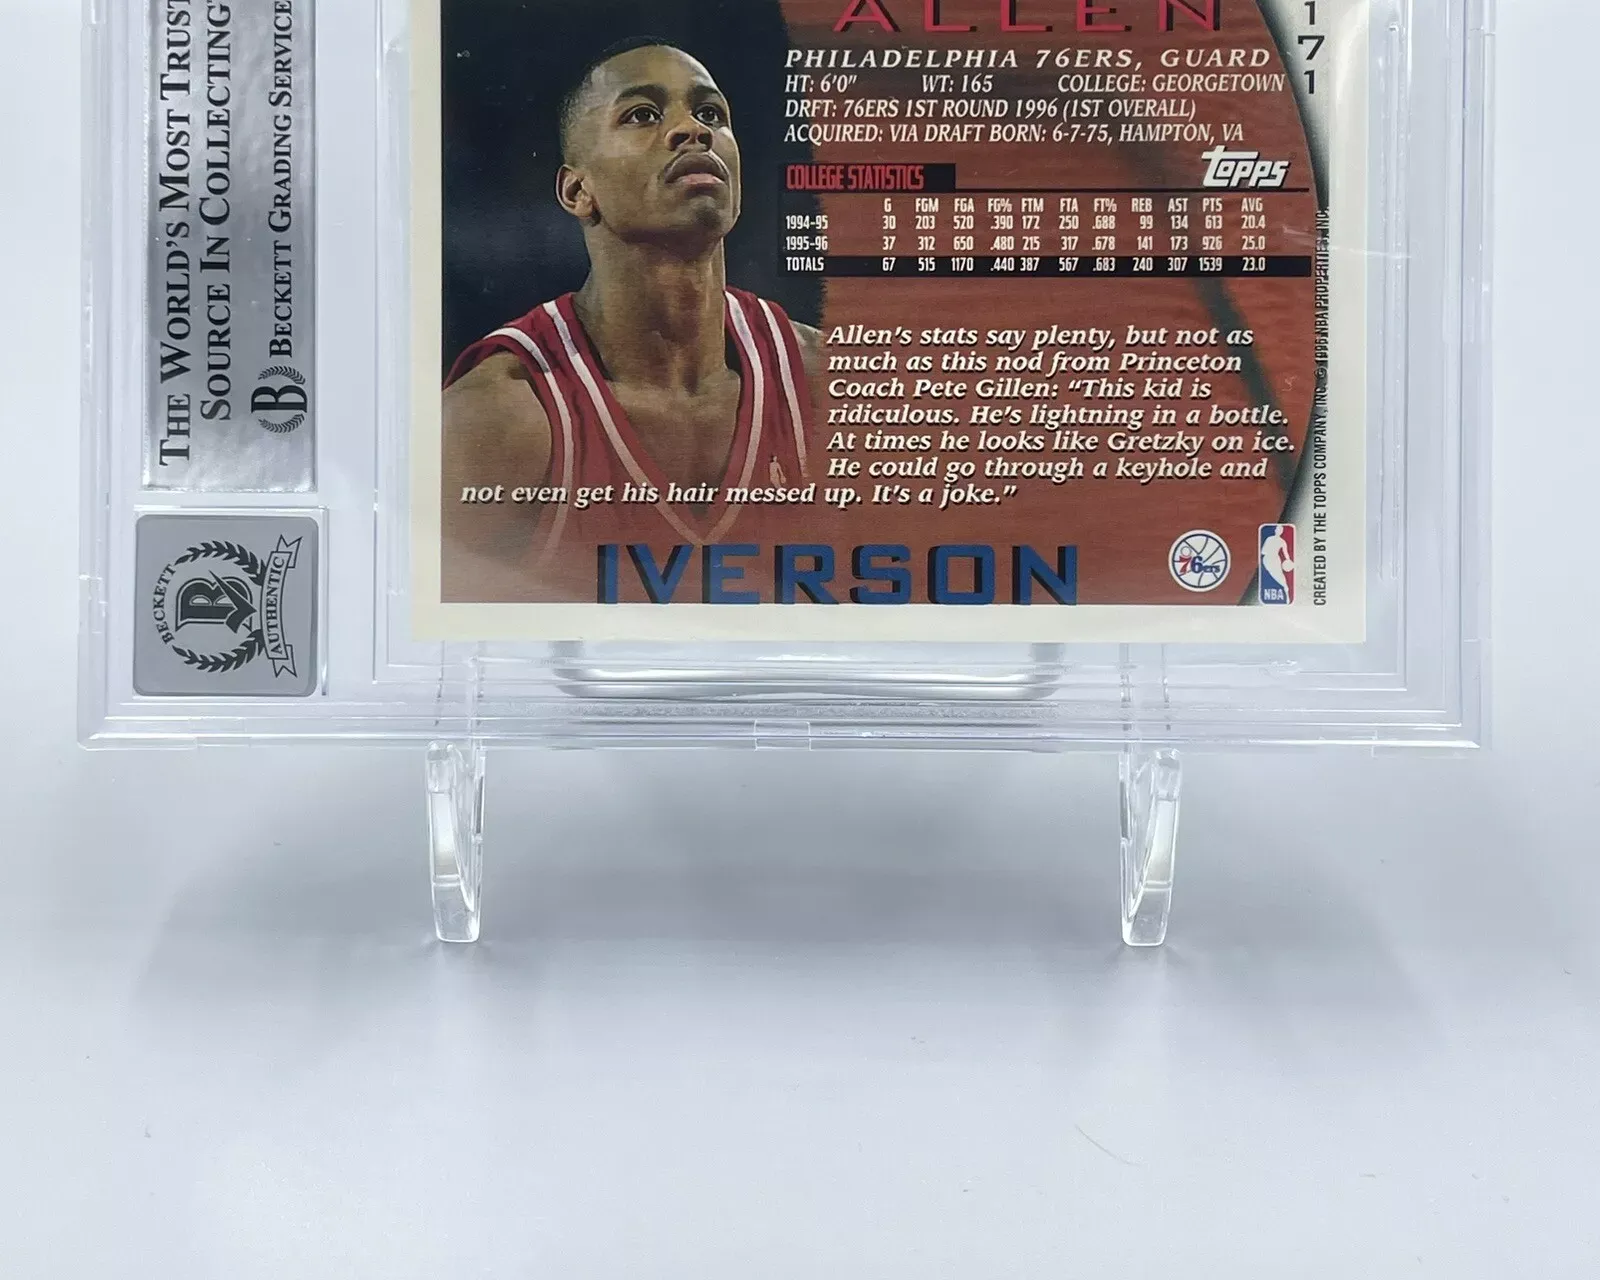 THE WORLD'S MOST TRUST
SOURCE IN COLLECTING
BECKETT GRADING SERVICE
B
BECKETT
B
AUTHENTIC
ALLEN
171
PHILADELPHIA 76ERS, GUARD
HT: 6'0" WT: 165 COLLEGE: GEORGETOWN
DRFT: 76ERS 1ST ROUND 1996 (1ST OVERALL)
ACQUIRED: VIA DRAFT BORN: 6-7-75, HAMPTON, VA
TOPPS
COLLEGE STATISTICS
G FGM FGA FG% FTM FTA FT% REB AST PTS AVG
1994-95 30 203 520 .390 172 250 .688 99 134 613 20.4
1995-96 37 312 650 .480 215 317 .678 141 173 926 25.0
TOTALS 67 515 1170 .440 387 567 .683 240 307 1539 23.0
Allen's stats say plenty, but not as
much as this nod from Princeton
Coach Pete Gillen: “This kid is
ridiculous. He's lightning in a bottle.
At times he looks like Gretzky on ice.
He could go through a keyhole and
not even get his hair messed up. It's a joke.”
IVERSON
76ERS
NBA
CREATED BY THE TOPPS COMPANY, INC. © 1996 NBA PROPERTIES, INC.